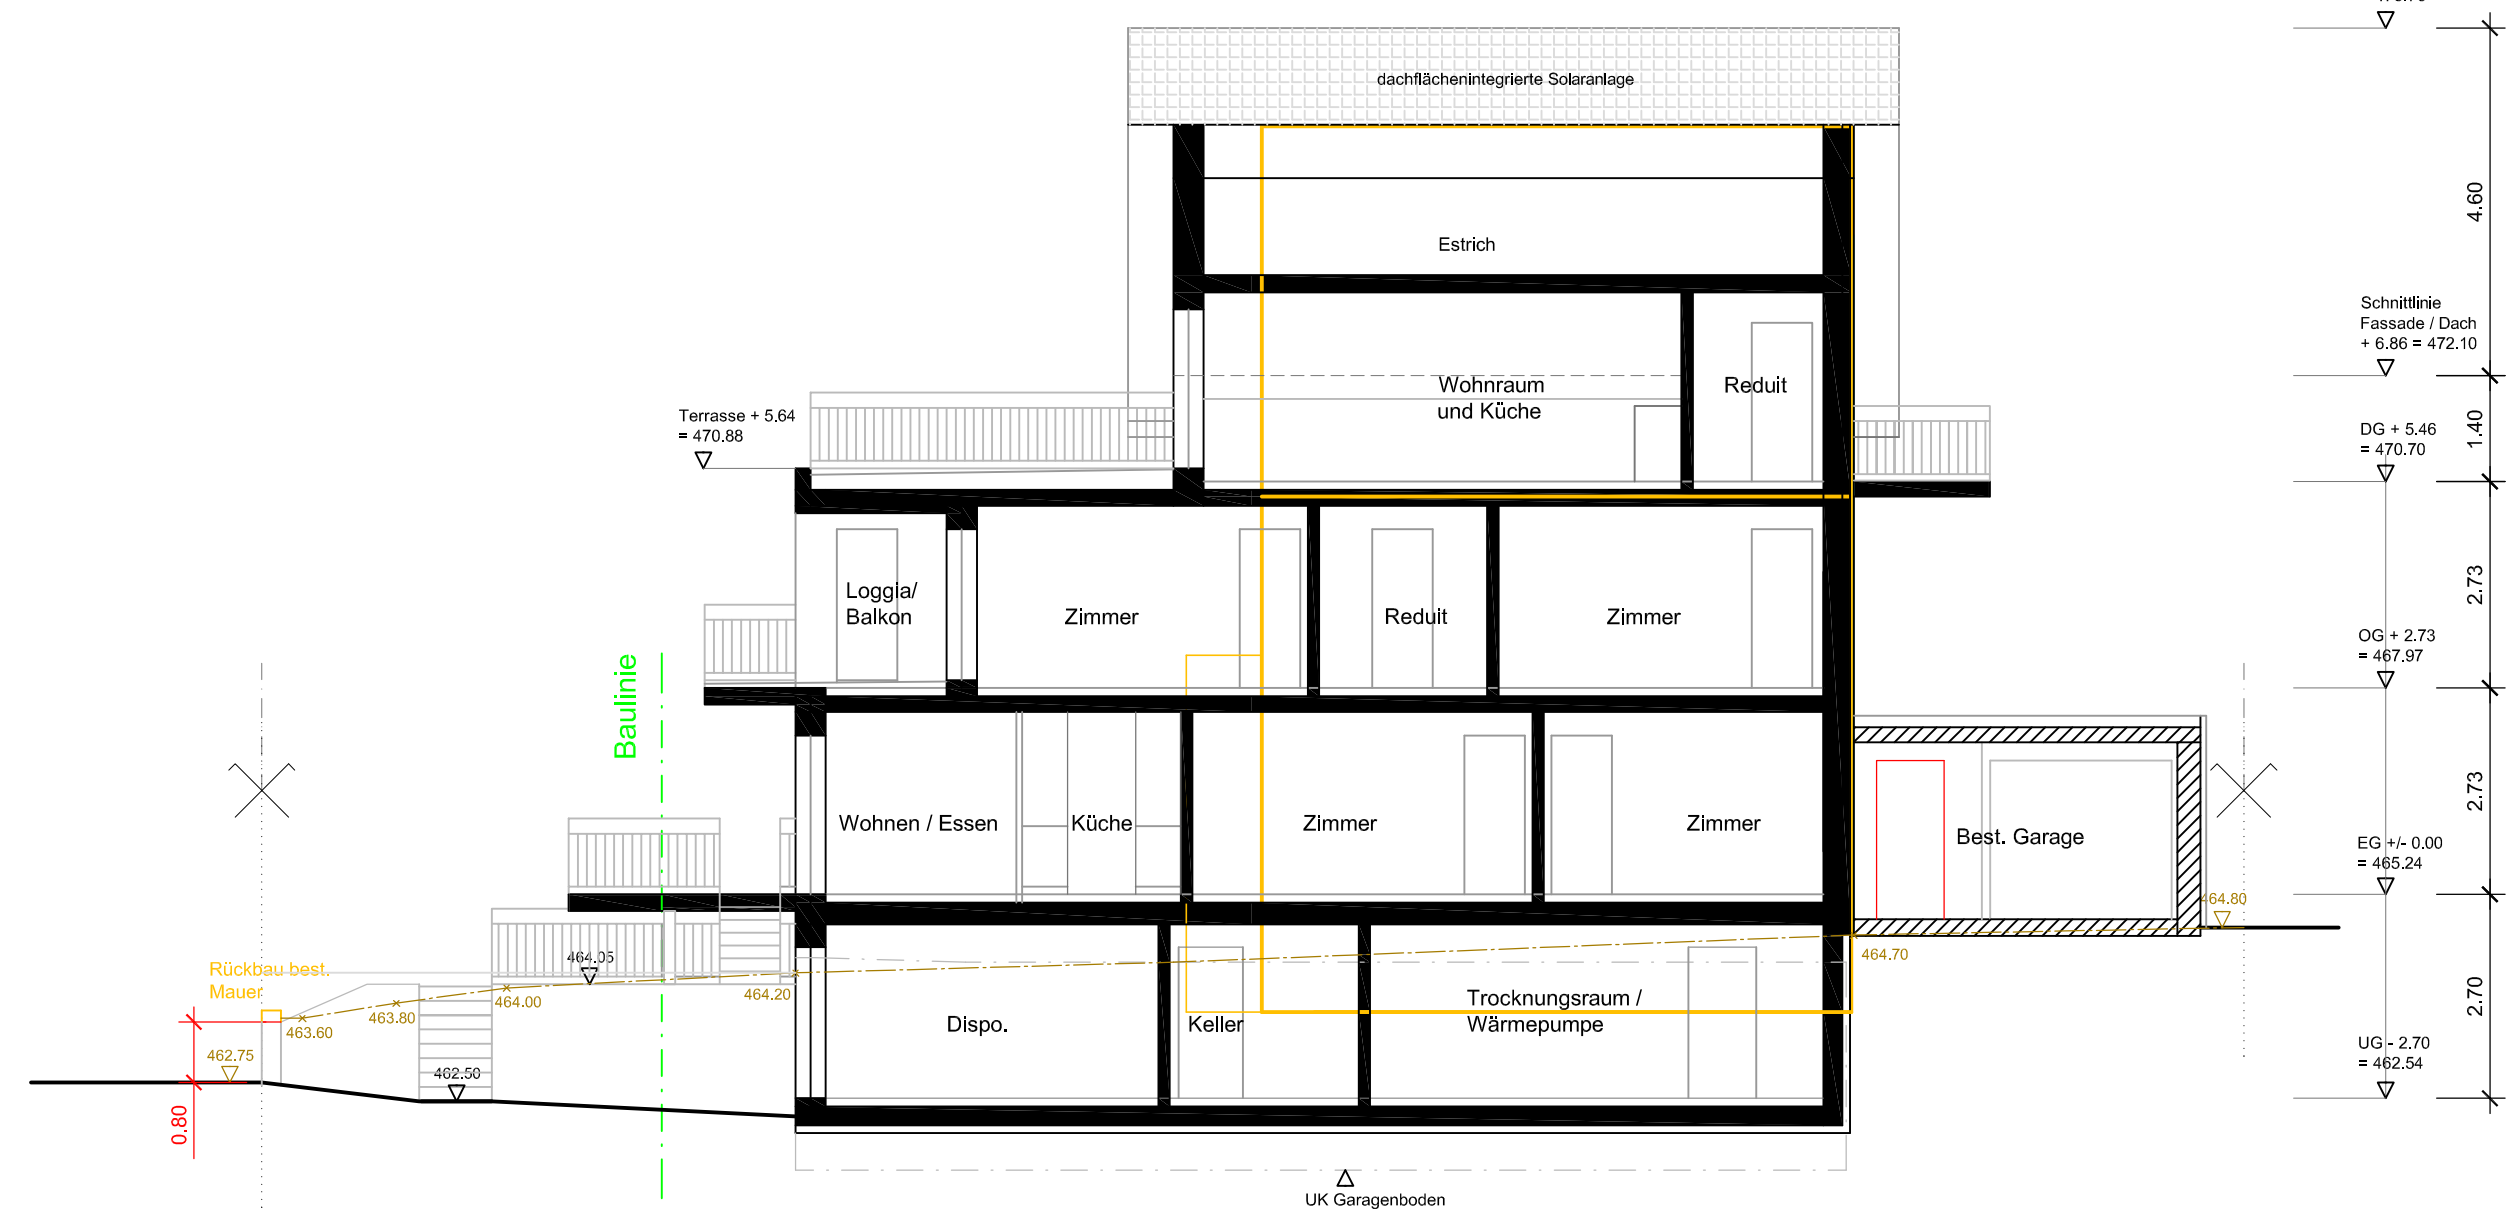 dachflächenintegrierte Solaranlage
4.60
Estrich
Schnittlinie
Fassade / Dach
+ 6.86 = 472.10
Wohnraum
und Küche
Reduit
Terrasse + 5.64
= 470.88
DG + 5.46
= 470.70
1.40
Loggia/
Balkon
Zimmer
Reduit
Zimmer
2.73
OG + 2.73
= 467.97
Baulinie
Wohnen / Essen
Küche
Zimmer
Zimmer
Best. Garage
2.73
EG +/- 0.00
= 465.24
464.80
Rückbau best.
Mauer
464.05
464.20
464.70
464.00
463.80
463.60
462.75
462.50
Dispo.
Keller
Trocknungsraum /
Wärmepumpe
2.70
UG - 2.70
= 462.54
0.80
UK Garagenboden